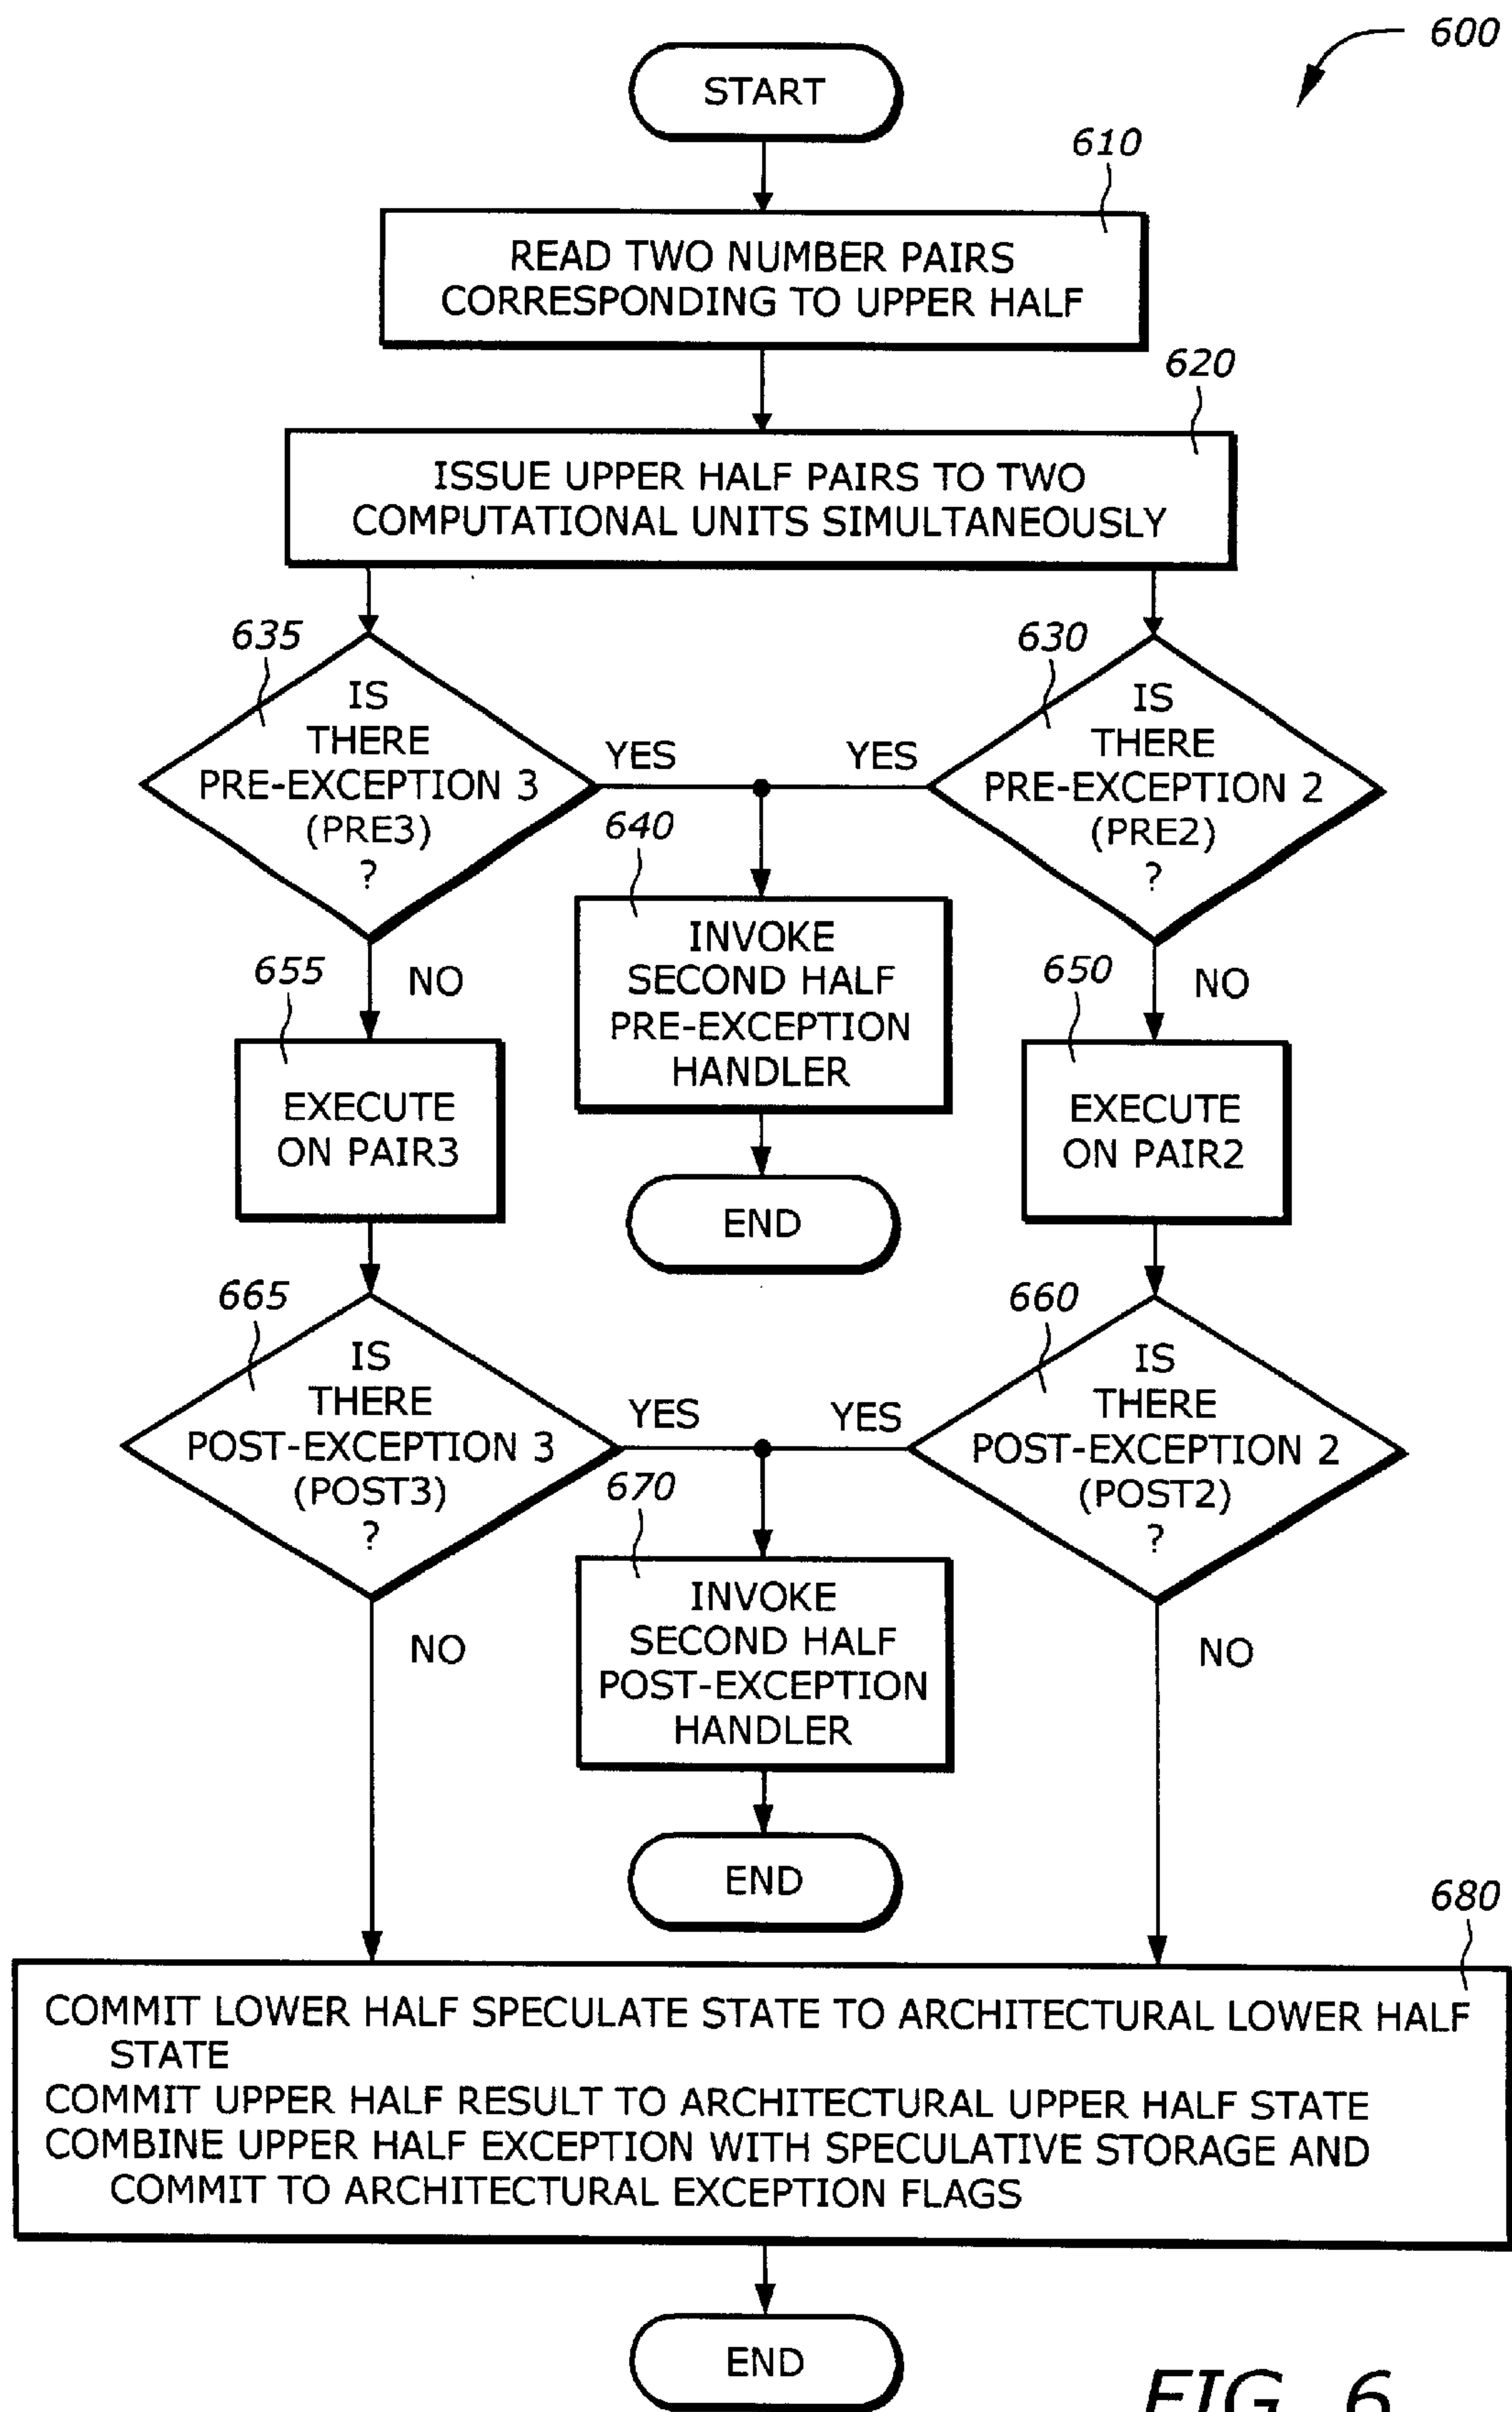 600
START
610
READ TWO NUMBER PAIRS
CORRESPONDING TO UPPER HALF
620
ISSUE UPPER HALF PAIRS TO TWO
COMPUTATIONAL UNITS SIMULTANEOUSLY
635
IS
THERE
PRE-EXCEPTION 3
(PRE3)
?
YES
YES
630
IS
THERE
PRE-EXCEPTION 2
(PRE2)
?
640
INVOKE
SECOND HALF
PRE-EXCEPTION
HANDLER
END
NO
655
EXECUTE
ON PAIR3
NO
650
EXECUTE
ON PAIR2
665
IS
THERE
POST-EXCEPTION 3
(POST3)
?
YES
YES
660
IS
THERE
POST-EXCEPTION 2
(POST2)
?
670
INVOKE
SECOND HALF
POST-EXCEPTION
HANDLER
END
NO
NO
680
COMMIT LOWER HALF SPECULATE STATE TO ARCHITECTURAL LOWER HALF
STATE
COMMIT UPPER HALF RESULT TO ARCHITECTURAL UPPER HALF STATE
COMBINE UPPER HALF EXCEPTION WITH SPECULATIVE STORAGE AND
COMMIT TO ARCHITECTURAL EXCEPTION FLAGS
END
FIG. 6